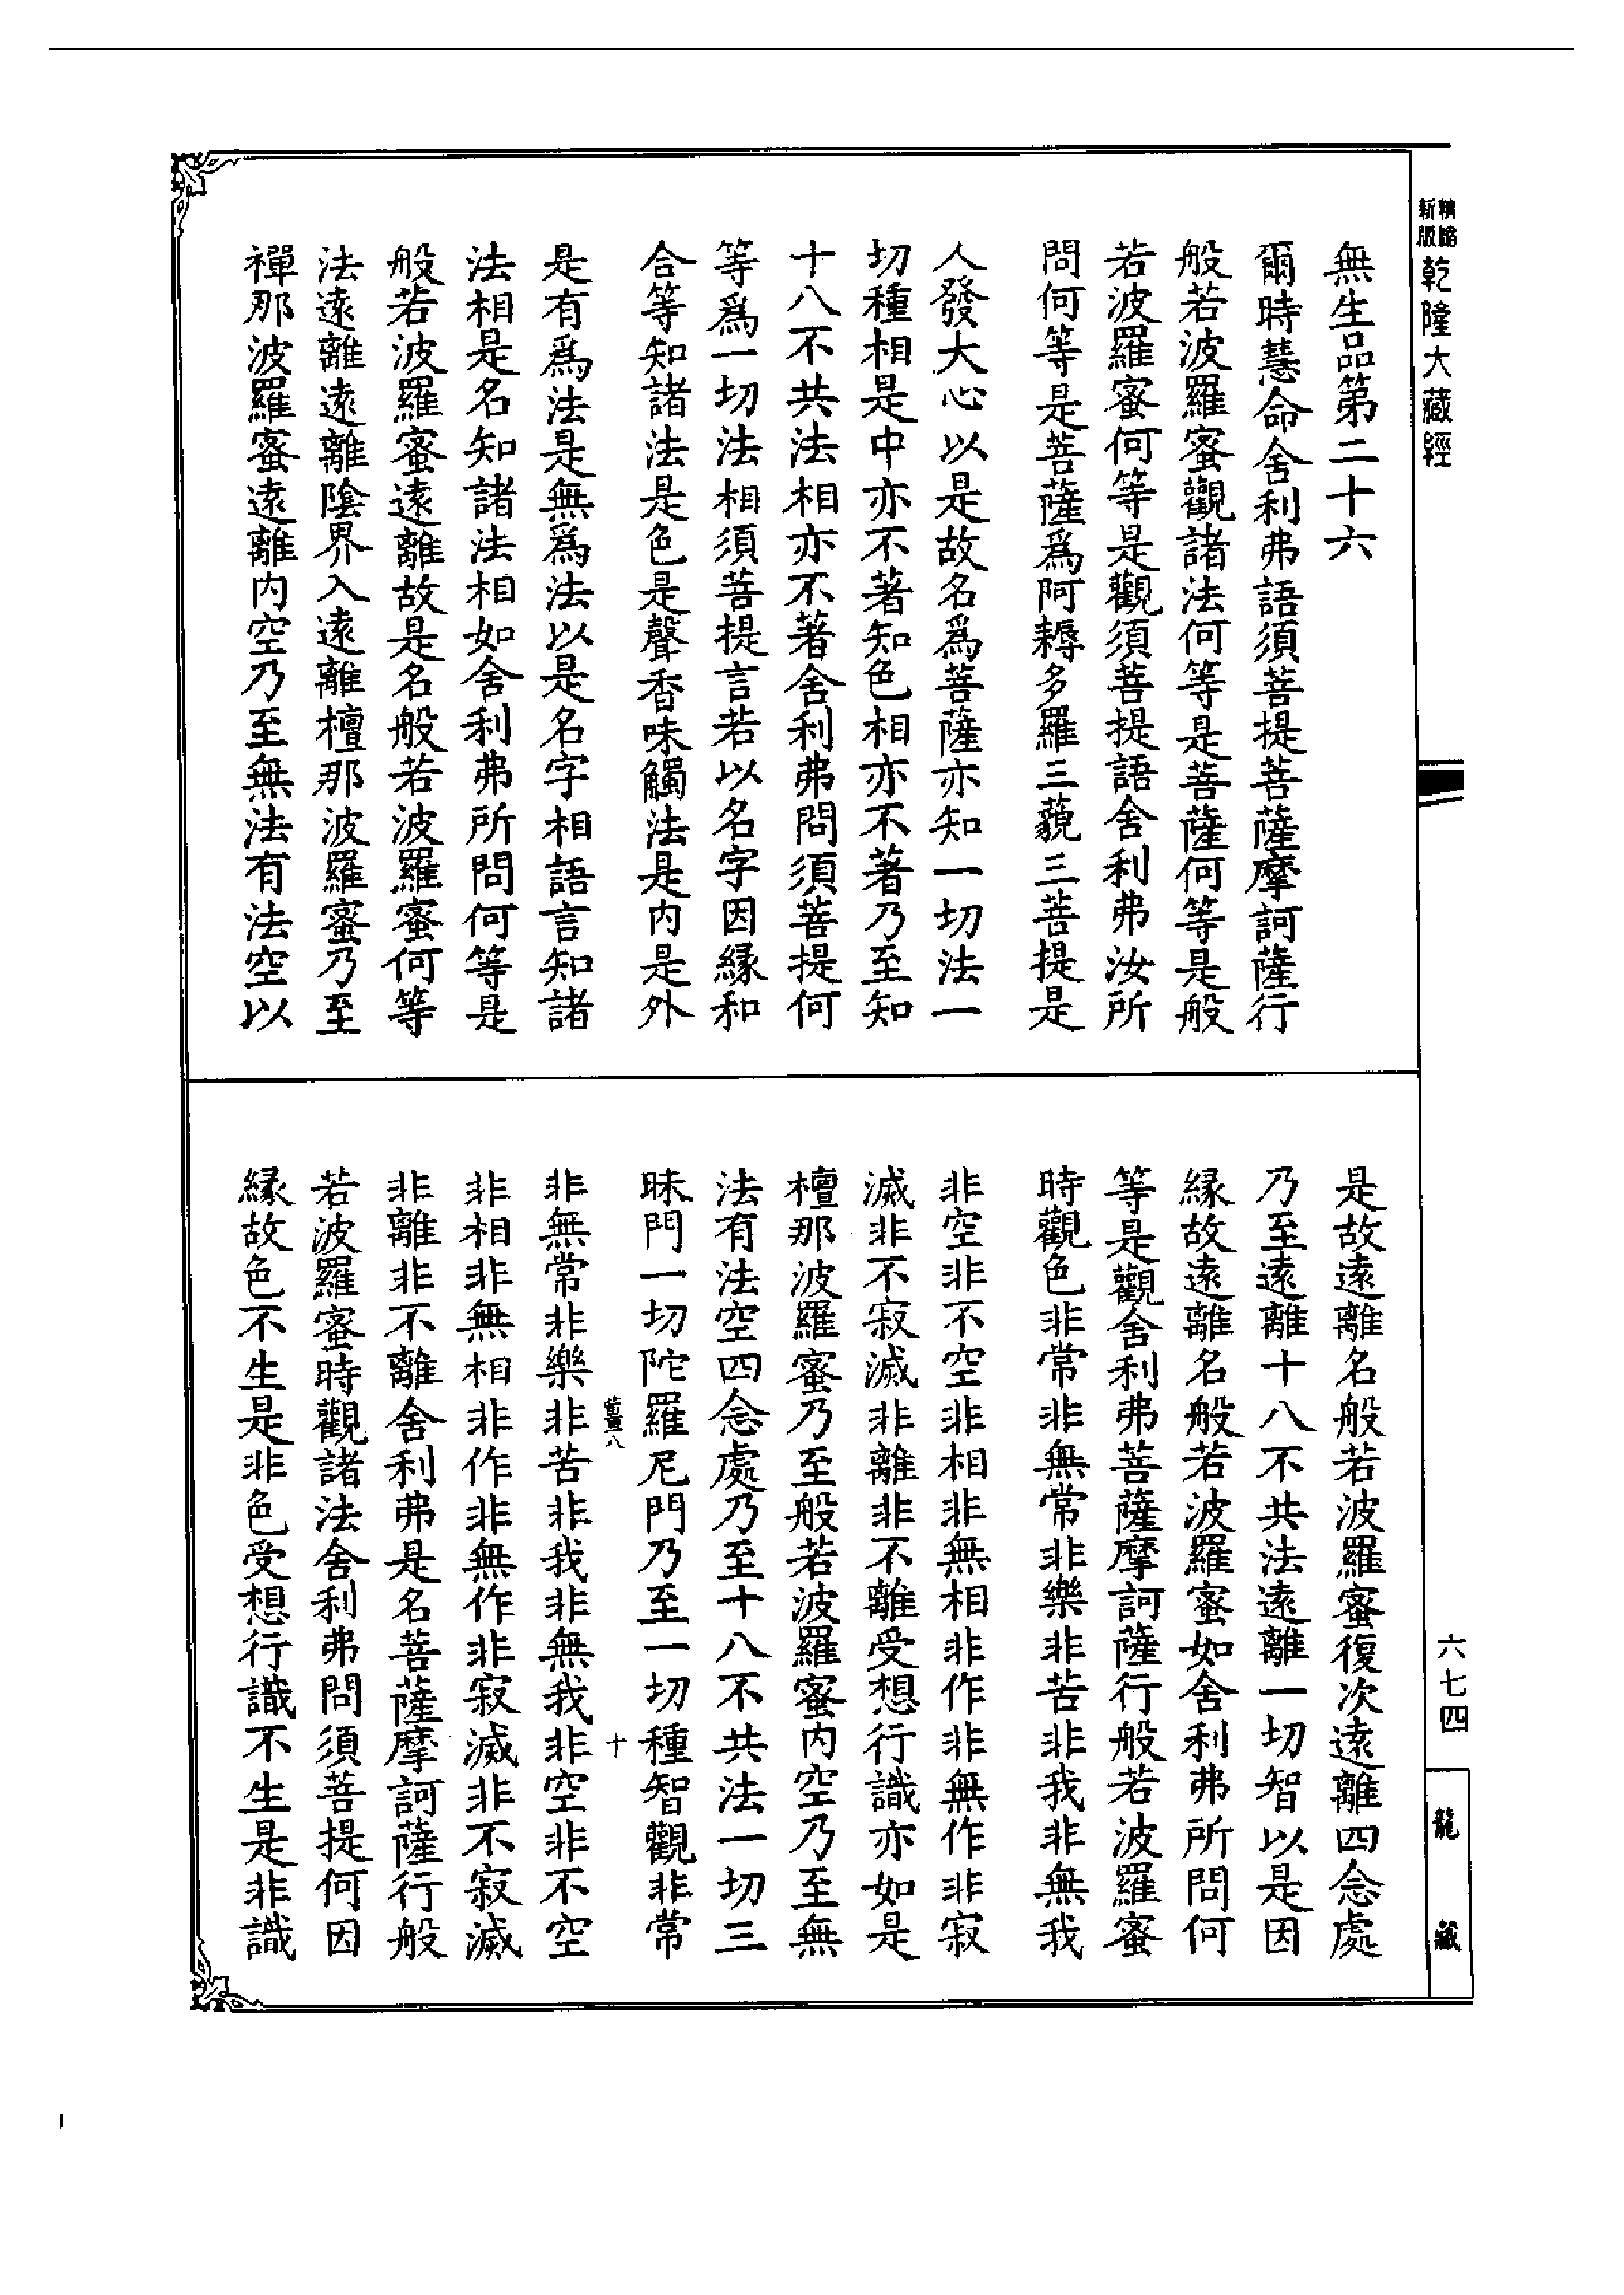 乾隆大藏經
無生品第二十六
爾時慧命舍利弗語須菩提菩薩摩訶薩行
般若波羅蜜觀諸法何等是菩薩何等是般
若波羅蜜何等是觀須菩提語舍利弗汝所
問何等是菩薩爲阿耨多羅三藐三菩提是
人發大心以是故名爲菩薩亦知一切法一
切種相是中亦不著知色相亦不著乃至知
十八不共法相亦不著舍利弗問須菩提何
等爲一切法相須菩提言若以名字因緣和
合等知諸法是色是聲香味觸法是内是外
是有爲法是無爲法以是名字相語言知諸
法相是名知諸法相如舍利弗所問何等是
般若波羅蜜遠離故是名般若波羅蜜何等
法遠離遠離陰界入遠離檀那波羅蜜乃至
禪那波羅蜜遠離内空乃至無法有法空以
是故遠離名般若波羅蜜復次遠離四念處
乃至遠離十八不共法遠離一切智以是因
緣故遠離名般若波羅蜜如舍利弗所問何
等是觀舍利弗菩薩摩訶薩行般若波羅蜜
時觀色非常非無常非樂非苦非我非無我
非空非不空非相非無相非作非無作非寂
滅非不寂滅非離非不離受想行識亦如是
檀那波羅蜜乃至般若波羅蜜内空乃至無
法有法空四念處乃至十八不共法一切三
昧門一切陀羅尼門乃至一切種智觀非常
十
非無常非樂非苦非我非無我非空非不空
非相非無相非作非無作非寂滅非不寂滅
非離非不離舍利弗是名菩薩摩訶薩行般
若波羅蜜時觀諸法舍利弗問須菩提何因
緣故色不生是非色受想行識不生是非識
六七四
龍藏